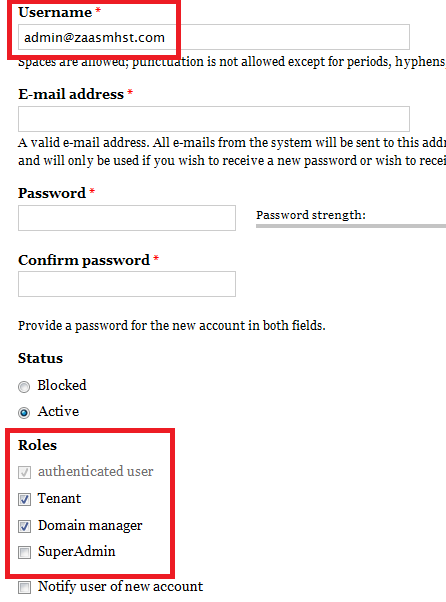 Username *
admin@zaasmhst.com
Spaces are allowed; punctuation is not allowed except for periods, hyphens
E-mail address *
A valid e-mail address. All e-mails from the system will be sent to this addr
and will only be used if you wish to receive a new password or wish to recei
Password *
Password strength:
Confirm password *
Provide a password for the new account in both fields.
Status
Blocked
Active
Roles
authenticated user
Tenant
Domain manager
SuperAdmin
Notify user of new account